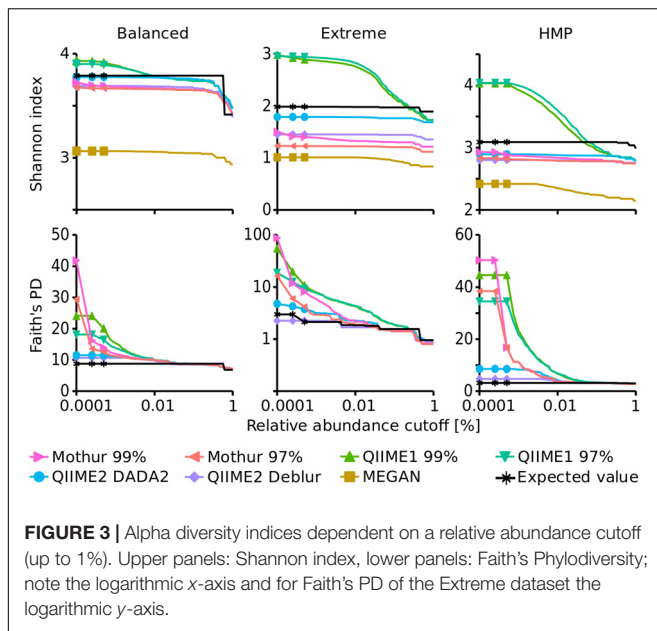 Balanced Extreme HMP
Shannon index
4
3
3
2
1
0
4
3
2
Faith's PD
50
40
30
20
10
0
100
10
1
60
40
20
0
0.0001 0.01 1 0.0001 0.01 1 0.0001 0.01 1
Relative abundance cutoff [%]
Mothur 99% Mothur 97% QIIME1 99% QIIME1 97%
QIIME2 DADA2 QIIME2 Deblur MEGAN Expected value
FIGURE 3 | Alpha diversity indices dependent on a relative abundance cutoff
(up to 1%). Upper panels: Shannon index, lower panels: Faith's Phylodiversity;
note the logarithmic x-axis and for Faith's PD of the Extreme dataset the
logarithmic y-axis.